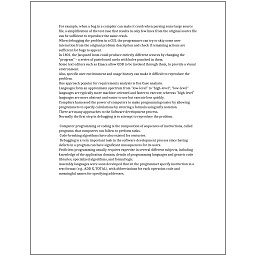 For example, when a bug in a compiler can make it crash when parsing some large source
file, a simplification of the test case that results in only few lines from the original source file
can be sufficient to reproduce the same crash.
When debugging the problem in a GUI, the programmer can try to skip some user
interaction from the original problem description and check if remaining actions are
sufficient for bugs to appear.
In 1801, the Jacquard loom could produce entirely different weaves by changing the
"program" – a series of pasteboard cards with holes punched in them.
Some text editors such as Emacs allow GDB to be invoked through them, to provide a visual
environment.
Also, specific user environment and usage history can make it difficult to reproduce the
problem.
One approach popular for requirements analysis is Use Case analysis.
Languages form an approximate spectrum from "low-level" to "high-level"; "low-level"
languages are typically more machine-oriented and faster to execute, whereas "high-level"
languages are more abstract and easier to use but execute less quickly.
Compilers harnessed the power of computers to make programming easier by allowing
programmers to specify calculations by entering a formula using infix notation.
There are many approaches to the Software development process.
Normally the first step in debugging is to attempt to reproduce the problem.
Computer programming or coding is the composition of sequences of instructions, called
programs, that computers can follow to perform tasks.
Code-breaking algorithms have also existed for centuries.
Debugging is a very important task in the software development process since having
defects in a program can have significant consequences for its users.
Proficient programming usually requires expertise in several different subjects, including
knowledge of the application domain, details of programming languages and generic code
libraries, specialized algorithms, and formal logic.
Assembly languages were soon developed that let the programmer specify instruction in a
text format (e.g., ADD X, TOTAL), with abbreviations for each operation code and
meaningful names for specifying addresses.